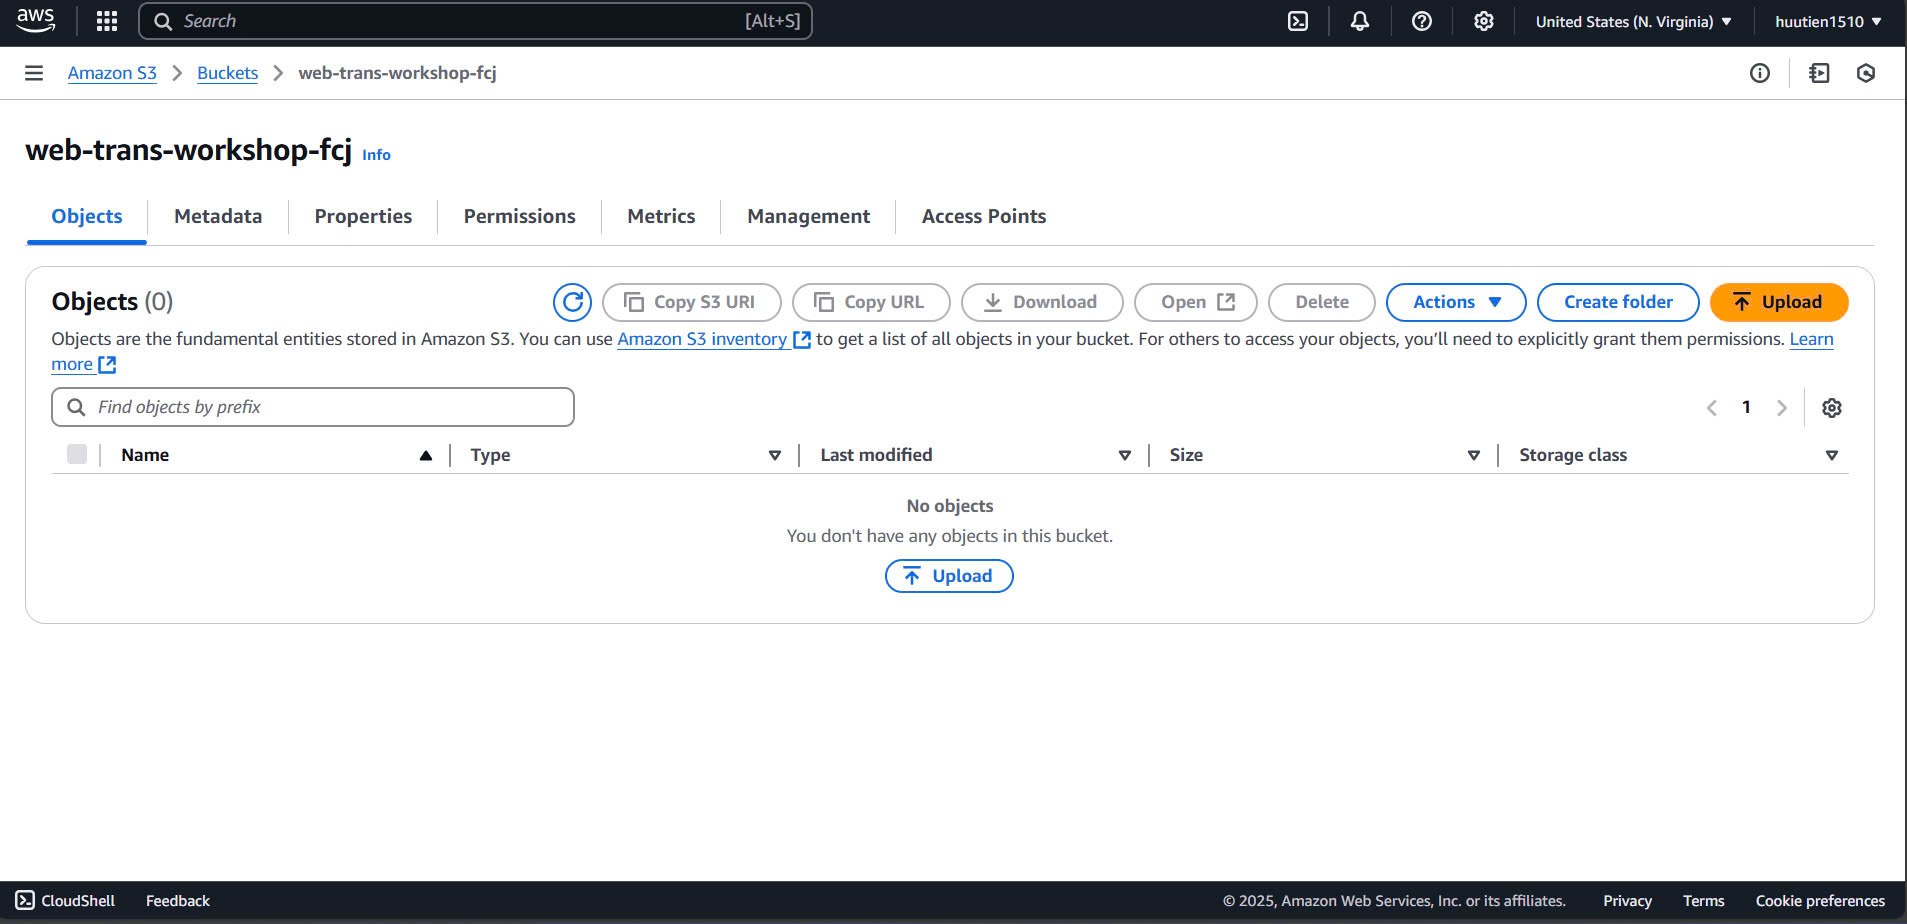 aws Search [Alt+S] United States (N. Virginia) huutien1510
Amazon S3 Buckets web-trans-workshop-fcj
web-trans-workshop-fcj Info
Objects Metadata Properties Permissions Metrics Management Access Points
Objects (0) Copy S3 URI Copy URL Download Open Delete Actions Create folder Upload
Objects are the fundamental entities stored in Amazon S3. You can use Amazon S3 inventory to get a list of all objects in your bucket. For others to access your objects, you’ll need to explicitly grant them permissions. Learn
more
Find objects by prefix 1
Name Type Last modified Size Storage class
No objects
You don't have any objects in this bucket.
Upload
CloudShell Feedback © 2025, Amazon Web Services, Inc. or its affiliates. Privacy Terms Cookie preferences